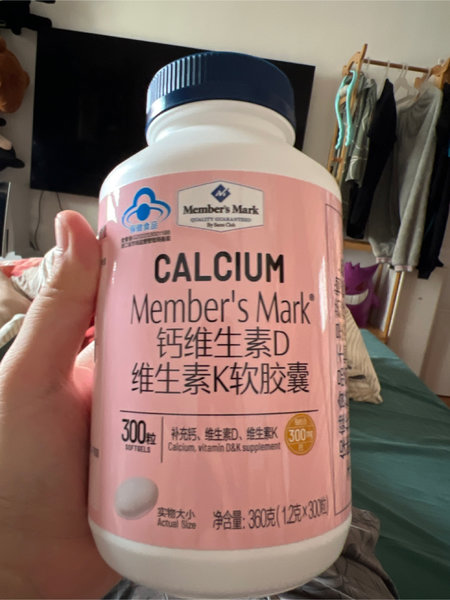 Member's Mark
QUALITY GUARANTEED
By Sam's Club
保健食品
CALCIUM
Member's Mark®
钙维生素D
维生素K软胶囊
300粒
SOFTGELS
补充钙、维生素D、维生素K
Calcium, vitamin D&K supplement
300mg
实物大小
Actual Size
净含量: 360克(1.2克×300粒)